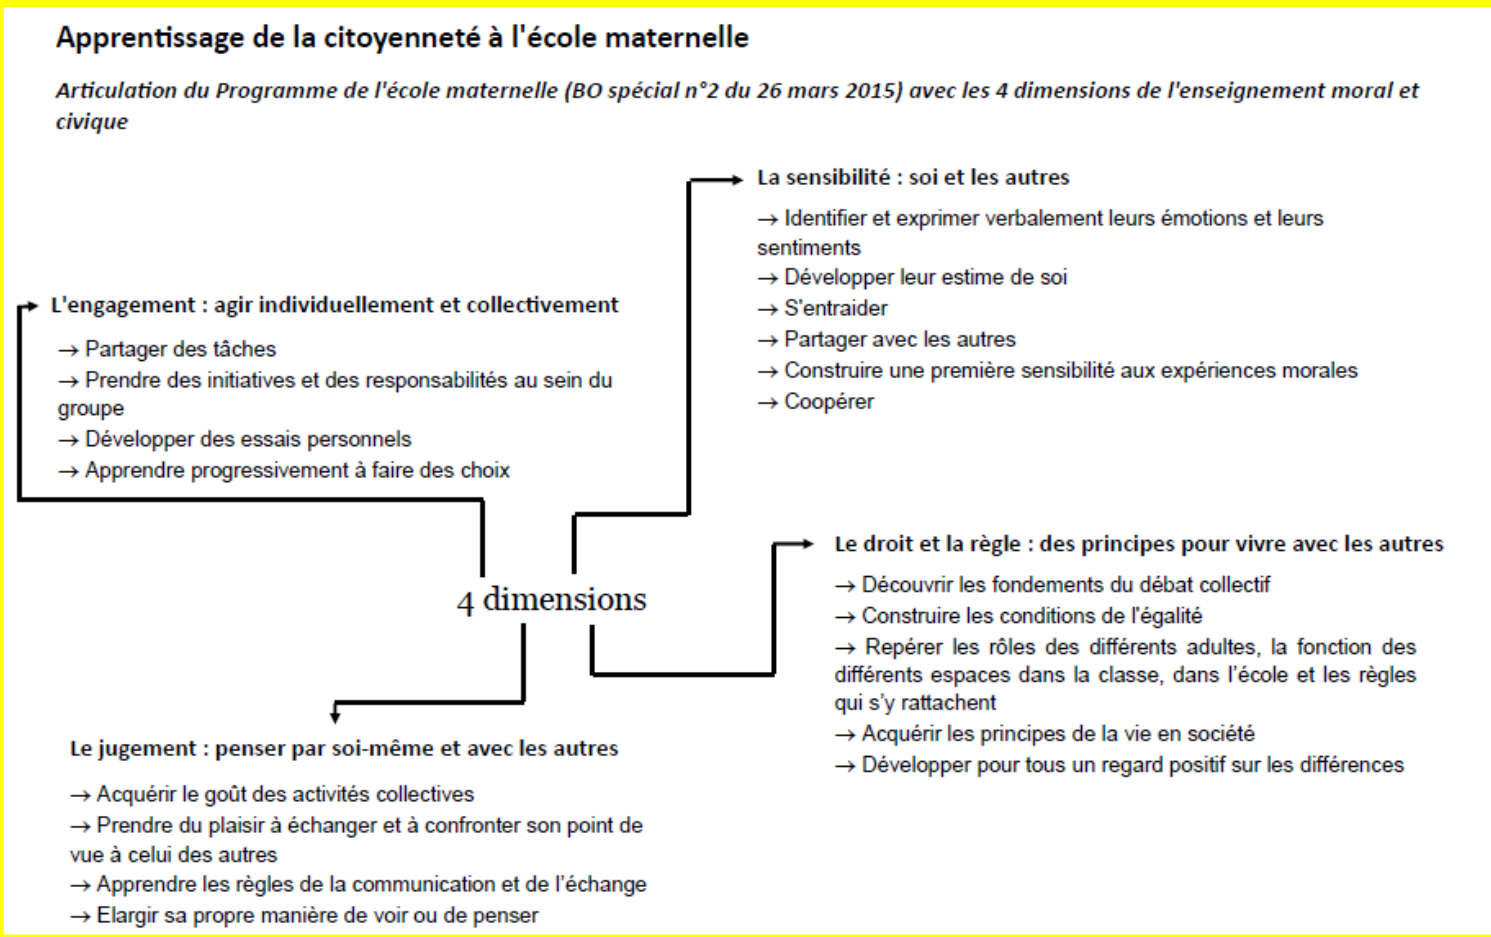 Apprentissage de la citoyenneté à l'école maternelle
Articulation du Programme de l'école maternelle (BO spécial n°2 du 26 mars 2015) avec les 4 dimensions de l'enseignement moral et
civique
La sensibilité : soi et les autres
→ Identifier et exprimer verbalement leurs émotions et leurs
sentiments
→ Développer leur estime de soi
→ S'entraider
→ Partager avec les autres
→ Construire une première sensibilité aux expériences morales
→ Coopérer
L'engagement : agir individuellement et collectivement
→ Partager des tâches
→ Prendre des initiatives et des responsabilités au sein du
groupe
→ Développer des essais personnels
→ Apprendre progressivement à faire des choix
4 dimensions
Le droit et la règle : des principes pour vivre avec les autres
→ Découvrir les fondements du débat collectif
→ Construire les conditions de l'égalité
→ Repérer les rôles des différents adultes, la fonction des
différents espaces dans la classe, dans l’école et les règles
qui s’y rattachent
→ Acquérir les principes de la vie en société
→ Développer pour tous un regard positif sur les différences
Le jugement : penser par soi-même et avec les autres
→ Acquérir le goût des activités collectives
→ Prendre du plaisir à échanger et à confronter son point de
vue à celui des autres
→ Apprendre les règles de la communication et de l’échange
→ Elargir sa propre manière de voir ou de penser